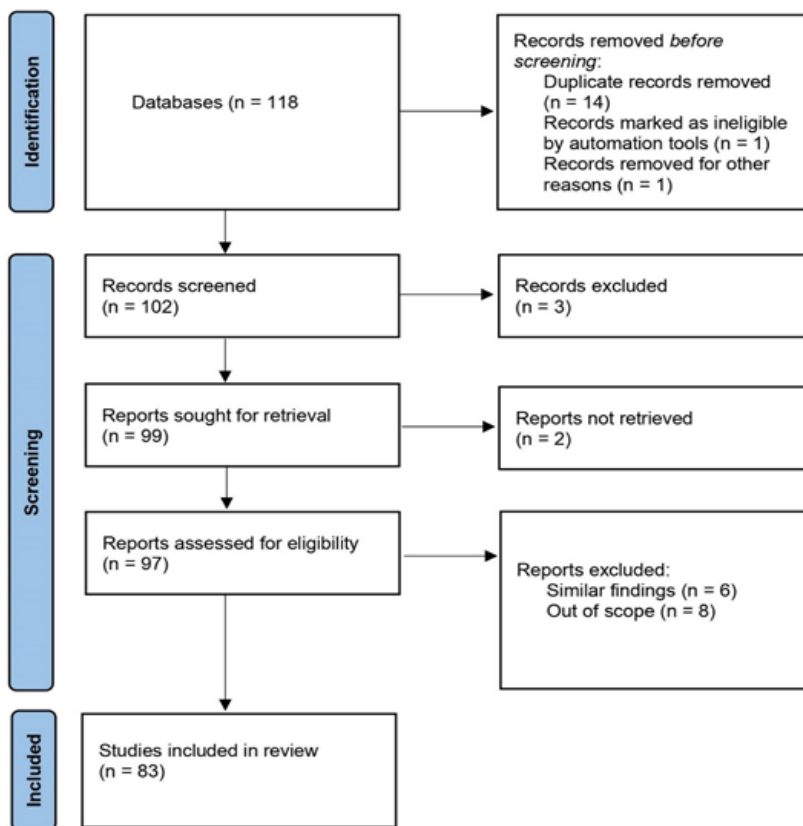 Identification
Databases (n = 118
Records removed before
screening:
Duplicate records removed
(n = 14)
Records marked as ineligible
by automation tools (n = 1)
Records removed for other
reasons (n = 1)
Screening
Records screened
(n = 102)
Records excluded
(n = 3)
Reports sought for retrieval
(n = 99)
Reports not retrieved
(n = 2)
Reports assessed for eligibility
(n = 97)
Reports excluded:
Similar findings (n = 6)
Out of scope (n = 8)
Included
Studies included in review
(n = 83)